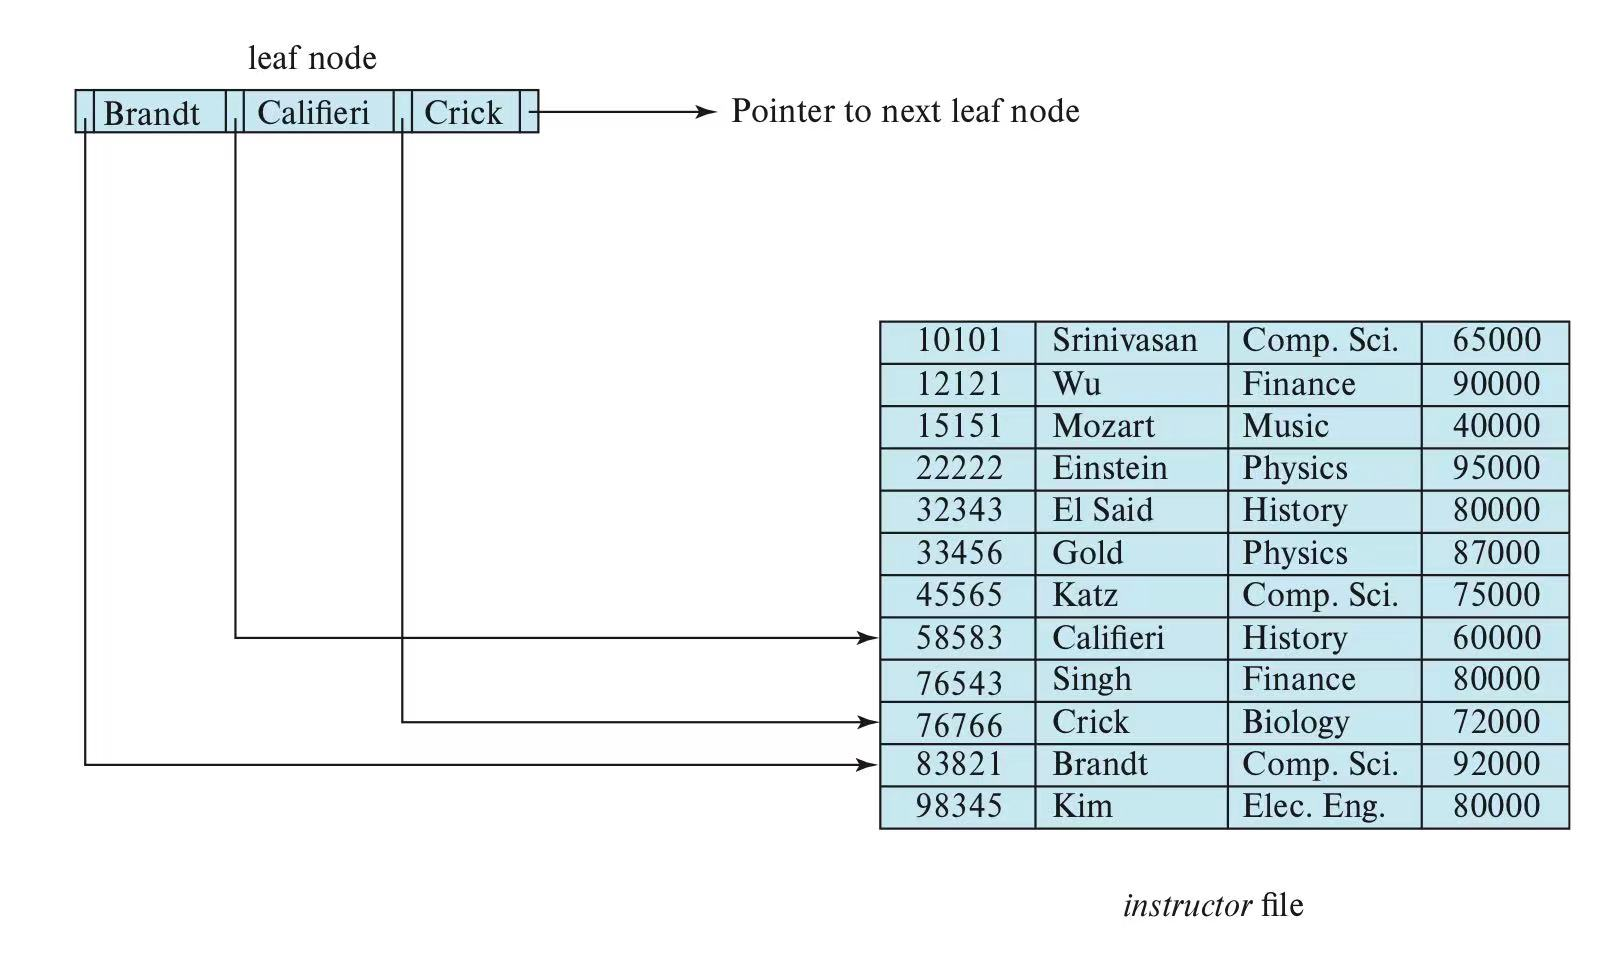 leaf node
Brandt Califieri Crick Pointer to next leaf node
10101 Srinivasan Comp. Sci. 65000
12121 Wu Finance 90000
15151 Mozart Music 40000
22222 Einstein Physics 95000
32343 El Said History 80000
33456 Gold Physics 87000
45565 Katz Comp. Sci. 75000
58583 Califieri History 60000
76543 Singh Finance 80000
76766 Crick Biology 72000
83821 Brandt Comp. Sci. 92000
98345 Kim Elec. Eng. 80000
instructor file